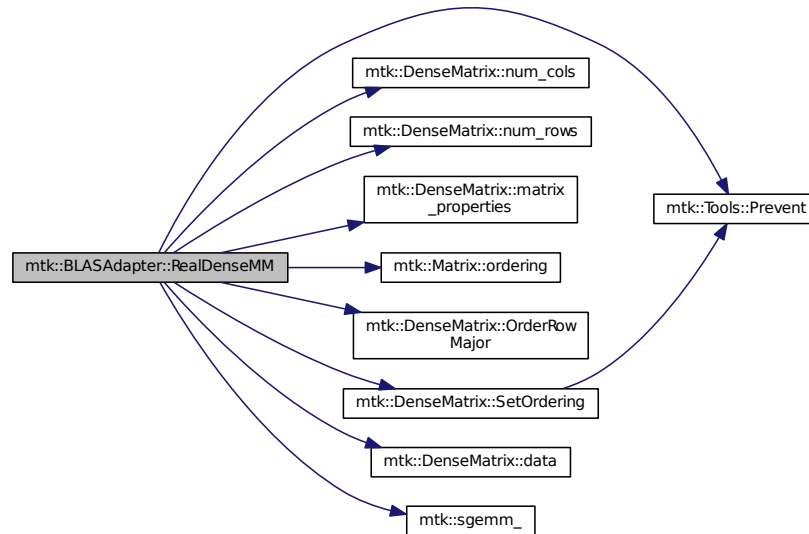 mtk::BLASAdapter::RealDenseMM
mtk::DenseMatrix::num_cols
mtk::DenseMatrix::num_rows
mtk::DenseMatrix::matrix
_properties
mtk::Matrix::ordering
mtk::DenseMatrix::OrderRow
Major
mtk::DenseMatrix::SetOrdering
mtk::DenseMatrix::data
mtk::sgemm_
mtk::Tools::Prevent